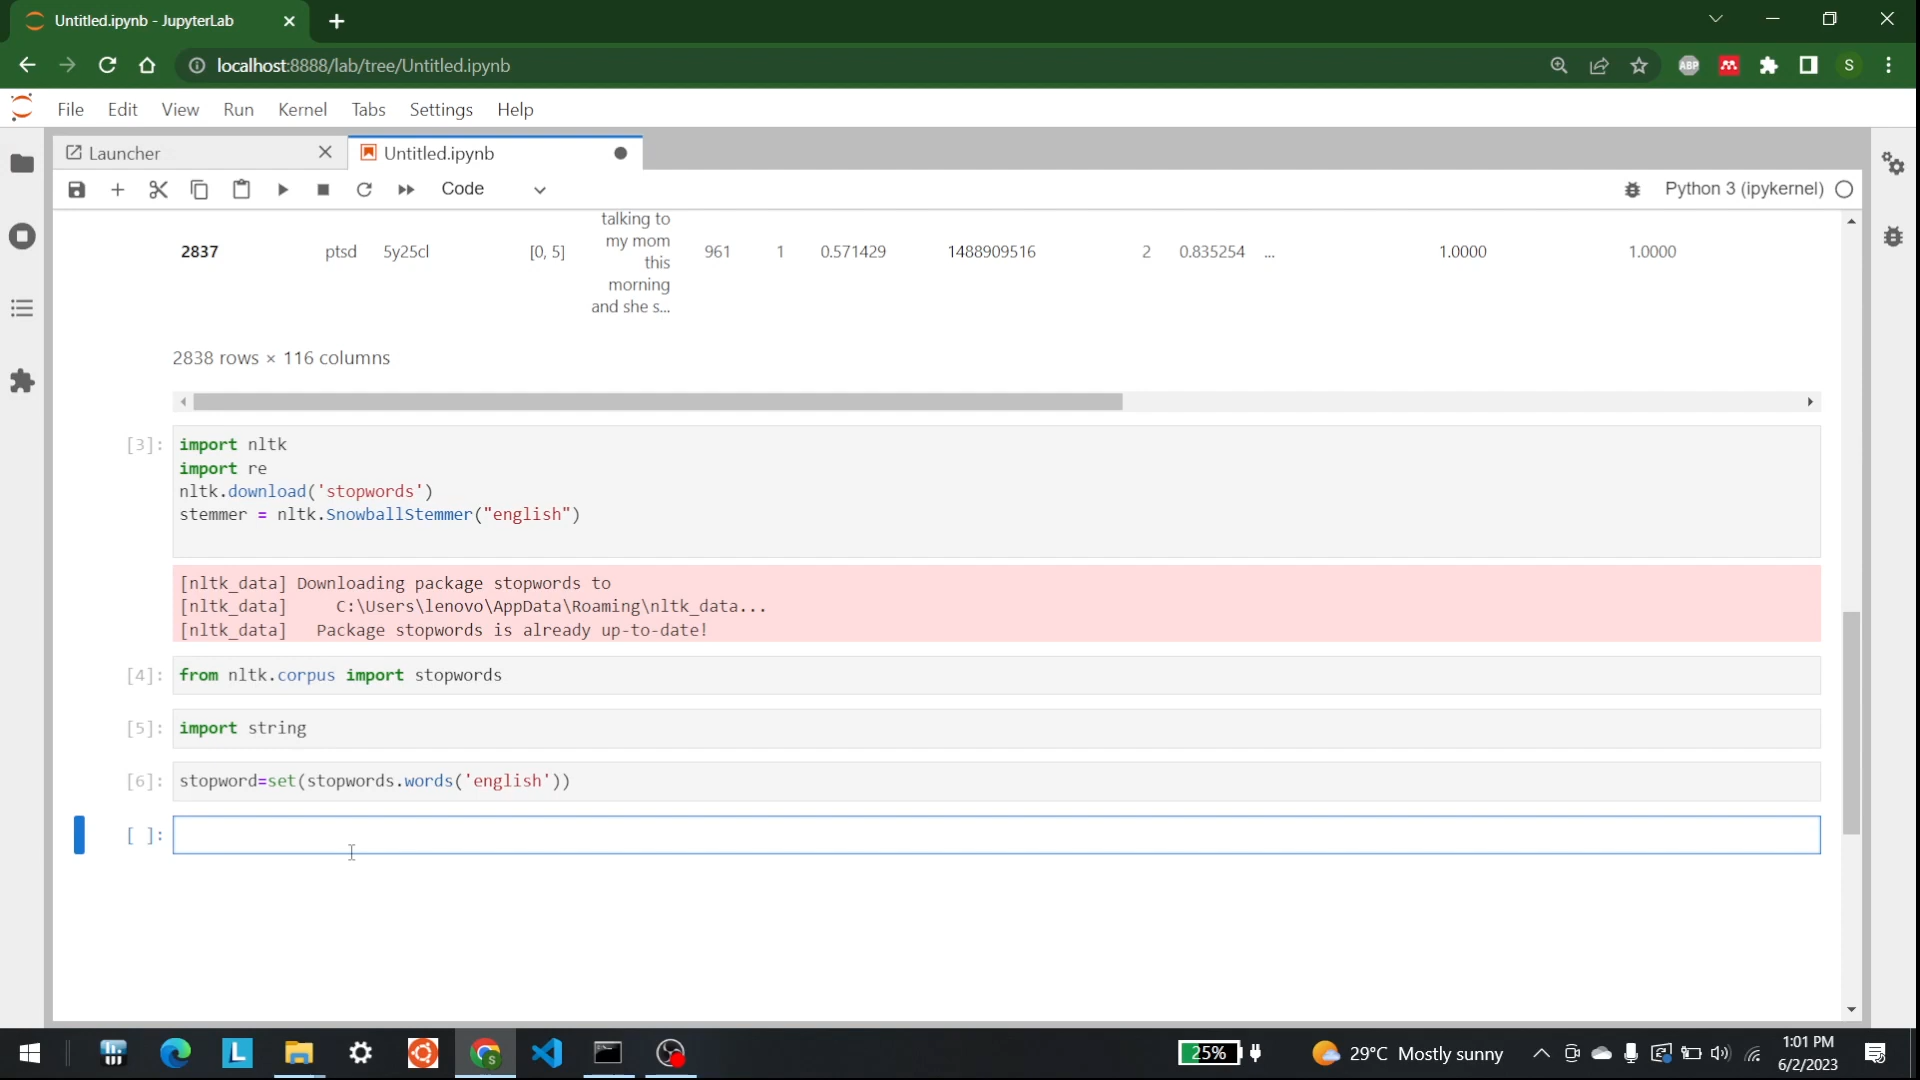 Untitled.ipynb - JupyterLab
localhost:8888/lab/tree/Untitled.ipynb
ABP
S
File Edit View Run Kernel Tabs Settings Help
Launcher
Untitled.ipynb
Code
Python 3 (ipykernel)
talking to
my mom
2837 ptsd 5y25cl [0, 5] 961 1 0.571429 1488909516 2 0.835254 ... 1.0000 1.0000
this
morning
and she s...
2838 rows × 116 columns
[3]: import nltk
import re
nltk.download('stopwords')
stemmer = nltk.SnowballStemmer("english")
[nltk_data] Downloading package stopwords to
[nltk_data] C:\Users\lenovo\AppData\Roaming\nltk_data...
[nltk_data] Package stopwords is already up-to-date!
[4]: from nltk.corpus import stopwords
[5]: import string
[6]: stopword=set(stopwords.words('english'))
[ ]:
L
S
25%
29°C Mostly sunny
1:01 PM
6/2/2023